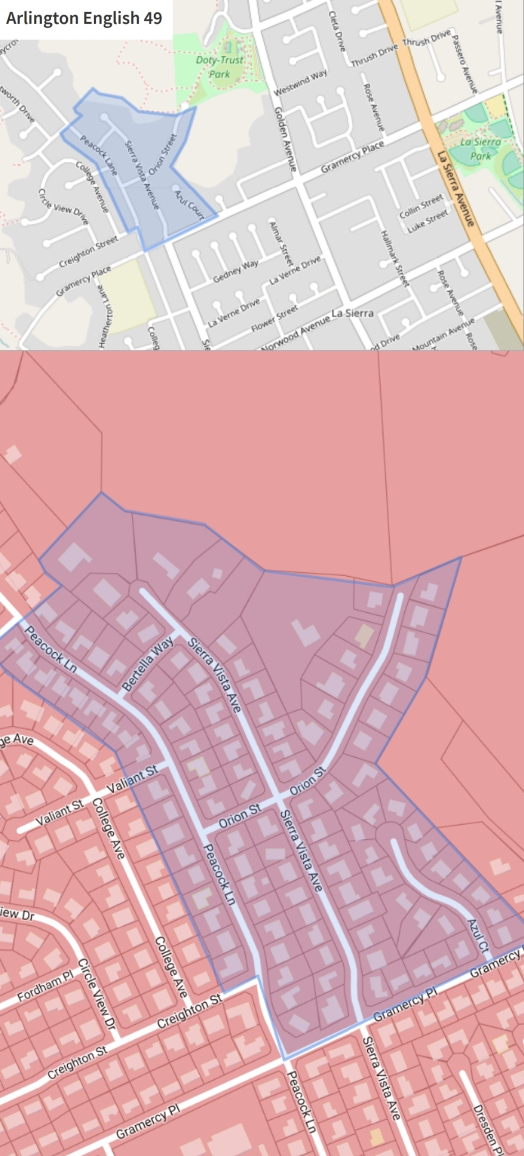 Arlington English 49
Cleta Drive
Thrush Drive
Thrush Drive
Passero Avenue
Doty-Trust
Park
Westwind Way
Rose Avenue
Golden Avenue
Gramercy Place
La Sierra Avenue
La Sierra
Park
Peacock Lane
Sierra Vista Avenue
Orion Street
Azul Court
College Avenue
Circle View Drive
Creighton Street
Gramercy Place
Collin Street
Luke Street
Hallmark Street
Almar Street
Gedney Way
La Verne Drive
La Verne Drive
Rose Avenue
Heatherton Lane
Flower Street
La Sierra
Norwood Avenue
Mountain Avenue
Peacock Ln
Bertella Way
Sierra Vista Ave
Valiant St
Valiant St
College Ave
Orion St
Orion St
Sierra Vista Ave
Peacock Ln
Azul Ct
College Ave
Circle View Dr
Fordham Pl
Creighton St
Creighton St
Gramercy Pl
Gramercy
Gramercy Pl
Peacock Ln
Sierra Vista Ave
Dresden Pl